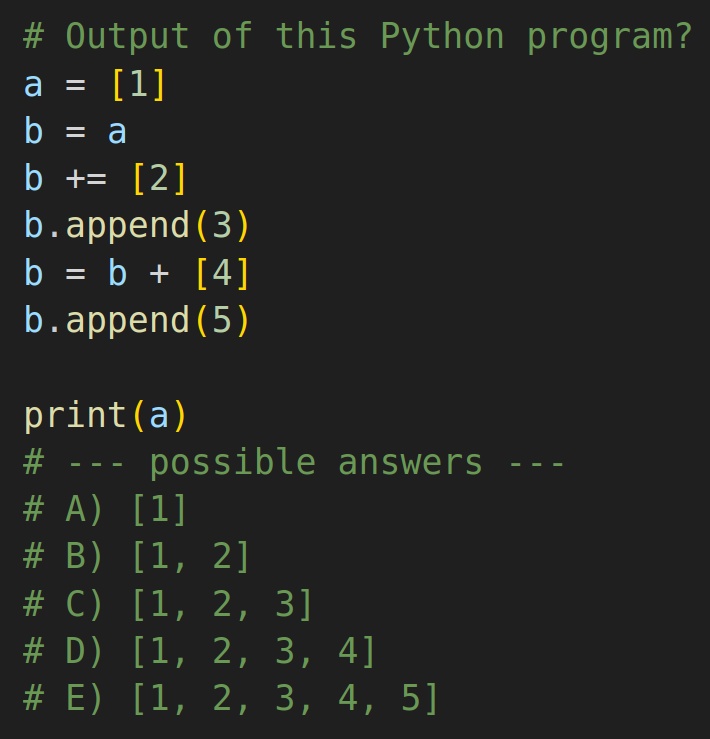 # Output of this Python program?
a = [1]
b = a
b += [2]
b.append(3)
b = b + [4]
b.append(5)

print(a)
# --- possible answers ---
# A) [1]
# B) [1, 2]
# C) [1, 2, 3]
# D) [1, 2, 3, 4]
# E) [1, 2, 3, 4, 5]